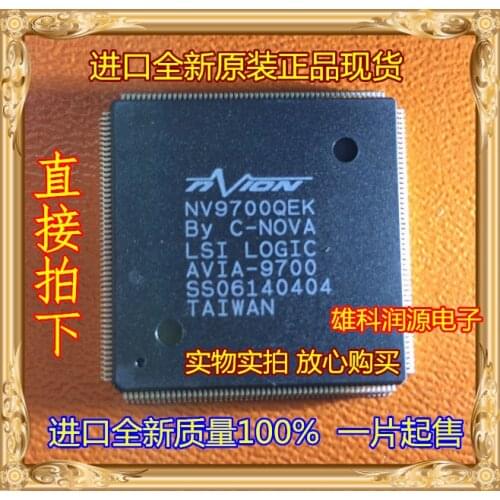 进口全新原装正品现货
直接拍下
nVION
NV9700QEK
By C-NOVA
LSI LOGIC
AVIA-9700
SS06140404
TAIWAN
雄科润源电子
实物实拍 放心购买
进口全新质量100% 一片起售